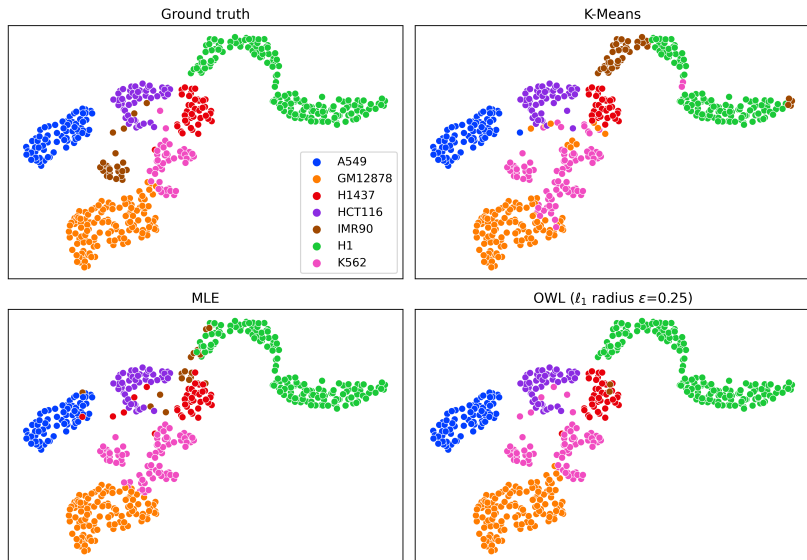 Ground truth
K-Means
A549
GM12878
H1437
HCT116
IMR90
H1
K562
MLE
OWL (ℓ₁ radius ε=0.25)